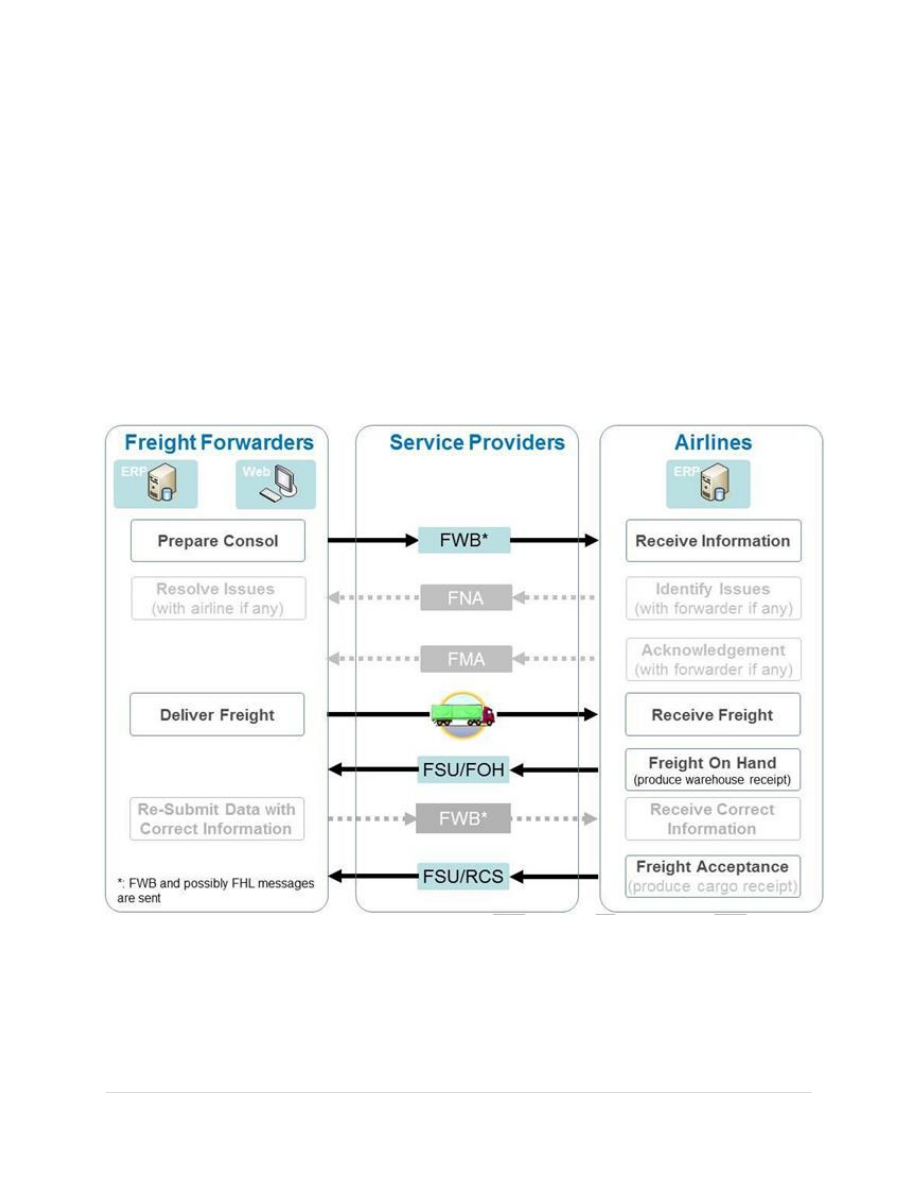 Freight Forwarders
Service Providers
Airlines
ERP
Web
ERP
Prepare Consol
FWB*
Receive Information
Resolve Issues
(with airline if any)
FNA
Identify Issues
(with forwarder if any)
FMA
Acknowledgement
(with forwarder if any)
Deliver Freight
Receive Freight
FSU/FOH
Freight On Hand
(produce warehouse receipt)
Re-Submit Data with
Correct Information
FWB*
Receive Correct
Information
*: FWB and possibly FHL messages
are sent
FSU/RCS
Freight Acceptance
(produce cargo receipt)